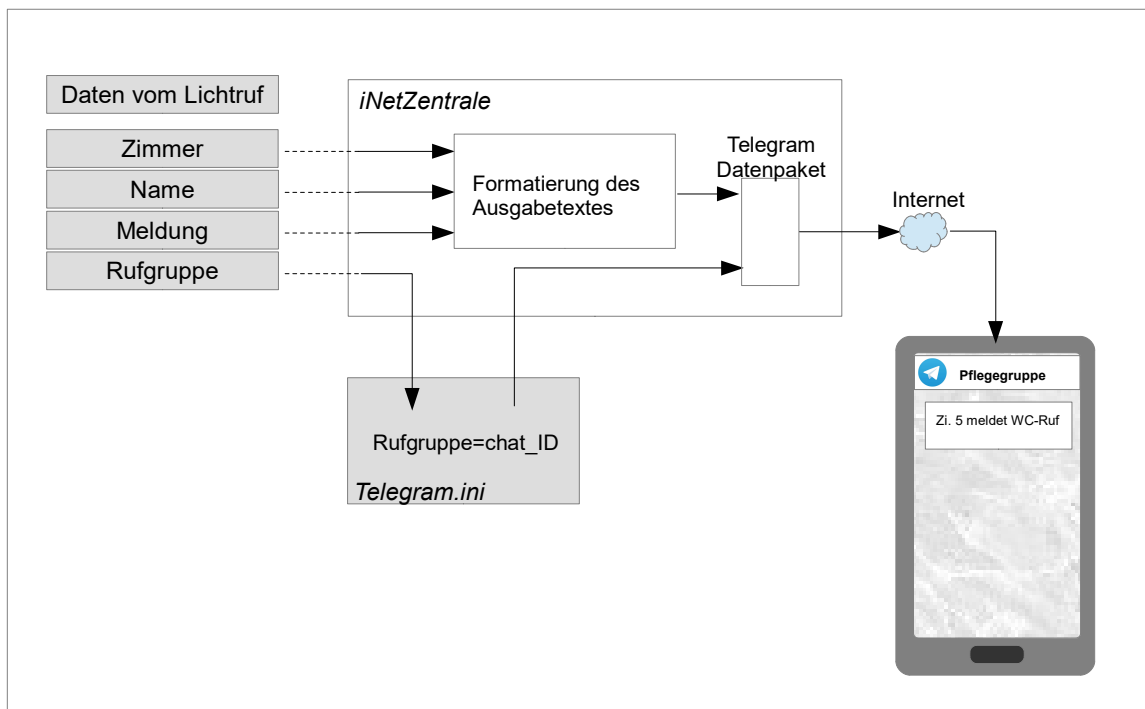 Daten vom Lichtruf
Zimmer
Name
Meldung
Rufgruppe
iNetZentrale
Formatierung des
Ausgabetextes
Telegram
Datenpaket
Internet
Rufgruppe=chat_ID
Telegram.ini
Pflegegruppe
Zi. 5 meldet WC-Ruf